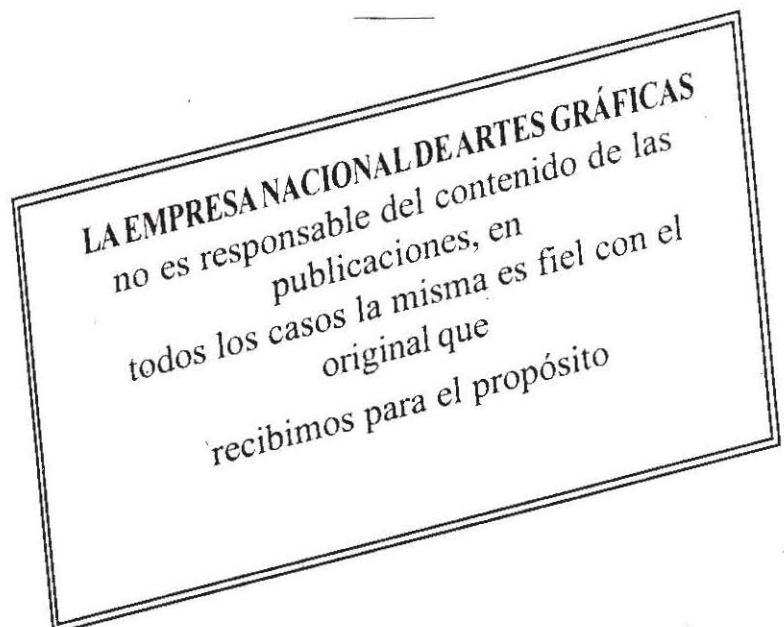 LA EMPRESA NACIONAL DE ARTES GRÁFICAS
no es responsable del contenido de las
publicaciones, en
todos los casos la misma es fiel con el
original que
recibimos para el propósito